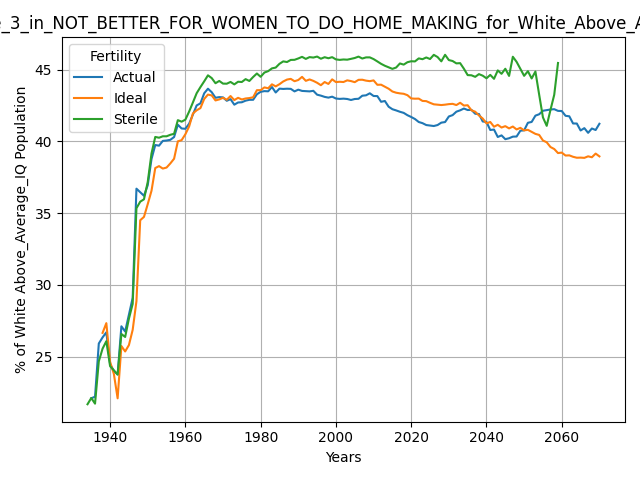 e_3_in_NOT_BETTER_FOR_WOMEN_TO_DO_HOME_MAKING_for_White_Above_A
Fertility
Actual
Ideal
Sterile
% of White Above_Average_IQ Population
45
40
35
30
25
1940 1960 1980 2000 2020 2040 2060
Years